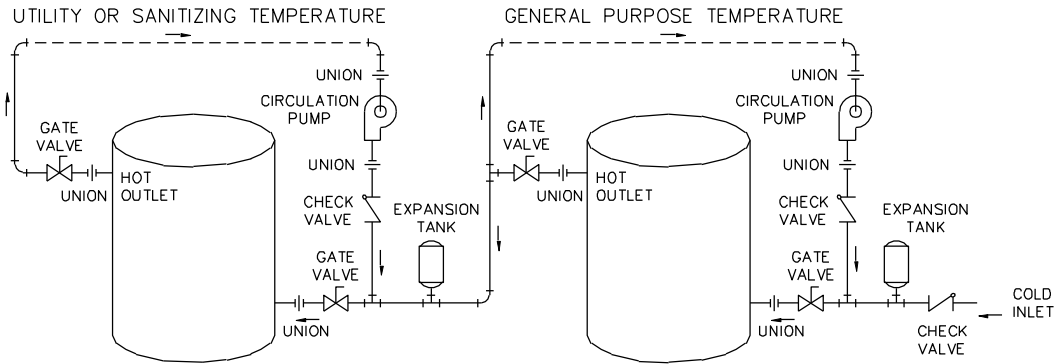 UTILITY OR SANITIZING TEMPERATURE
GENERAL PURPOSE TEMPERATURE
UNION
CIRCULATION
PUMP
GATE
VALVE
UNION
HOT
OUTLET
UNION
CHECK
VALVE
EXPANSION
TANK
GATE
VALVE
UNION
UNION
CIRCULATION
PUMP
GATE
VALVE
UNION
HOT
OUTLET
UNION
CHECK
VALVE
EXPANSION
TANK
GATE
VALVE
UNION
COLD
INLET
CHECK
VALVE